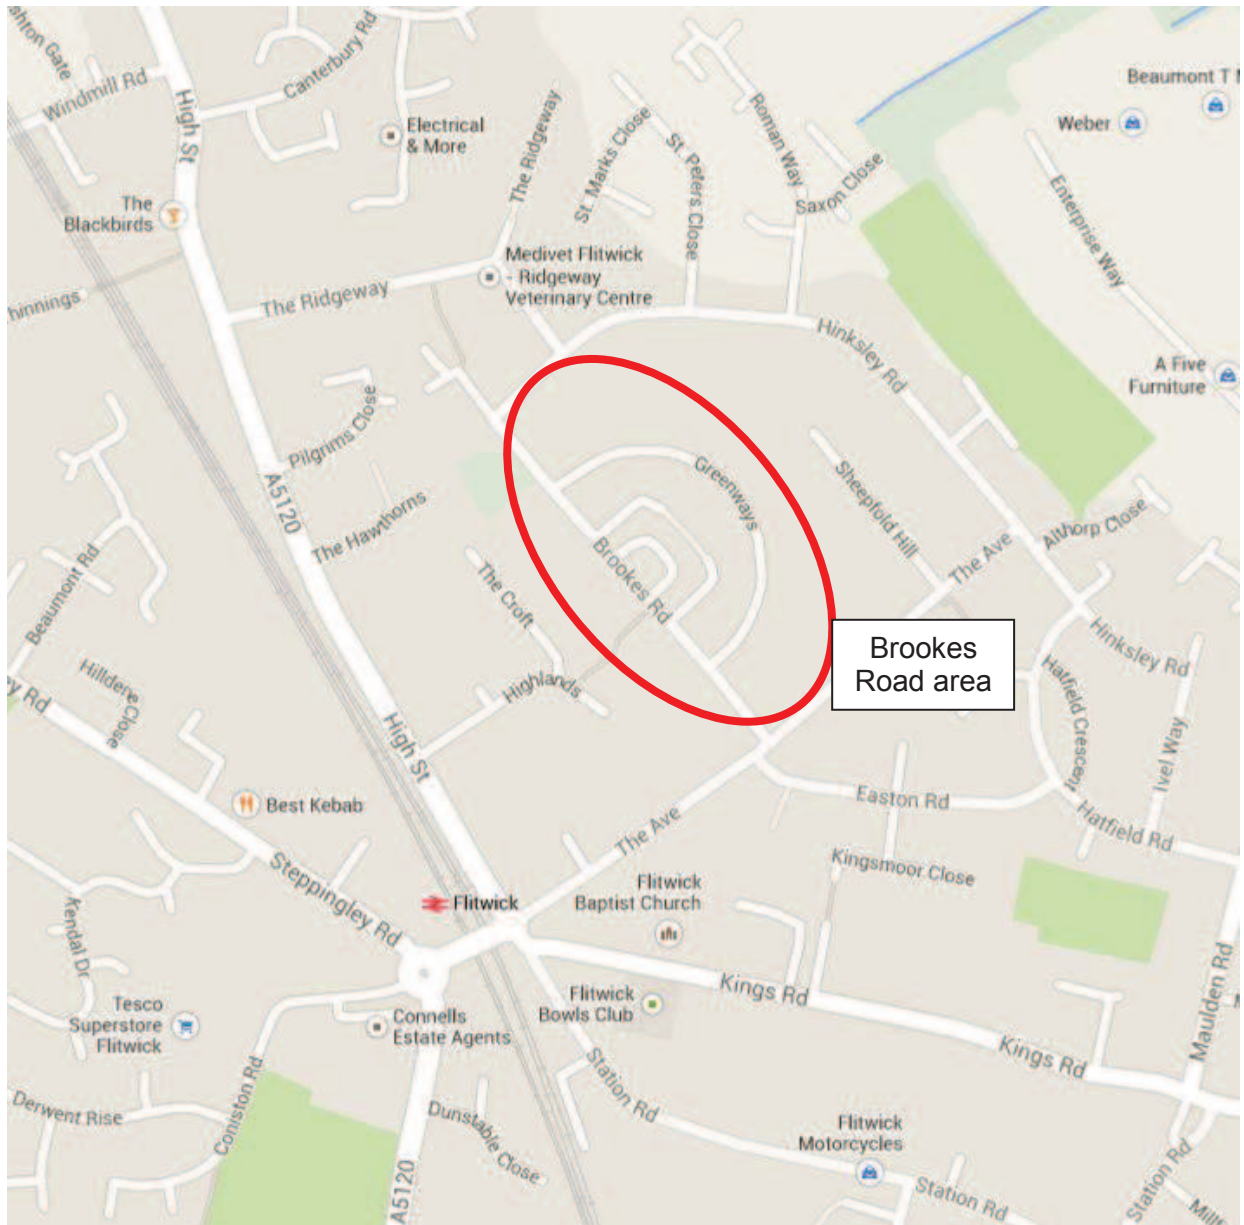 shton Gate
Windmill Rd
High St
Canterbury Rd
Electrical
& More
The
Blackbirds
The Ridgeway
St. Marks Close
St. Peters Close
Roman Way
Saxon Close
Weber
Beaumont T
Enterprise Way
A Five
Furniture
hinnings
The Ridgeway
Medivet Flitwick
- Ridgeway
Veterinary Centre
Hinksley Rd
Pilgrims Close
A5120
The Hawthorns
Greenways
Sheepfold Hill
The Ave
Althorp Close
Brookes Rd
The Croft
Highlands
Beaumont Rd
Hilldene Close
ey Rd
Brookes
Road area
Hinksley Rd
Hatfield Crescent
Ivel Way
High St
Best Kebab
Easton Rd
Hatfield Rd
The Ave
Kingsmoor Close
Steppingley Rd
Flitwick
Flitwick
Baptist Church
Kendal Dr
Kings Rd
Maulden Rd
Tesco
Superstore
Flitwick
Connells
Estate Agents
Flitwick
Bowls Club
Kings Rd
Station Rd
Coniston Rd
Derwent Rise
Dunstable Close
A5120
Flitwick
Motorcycles
Station Rd
Station Rd